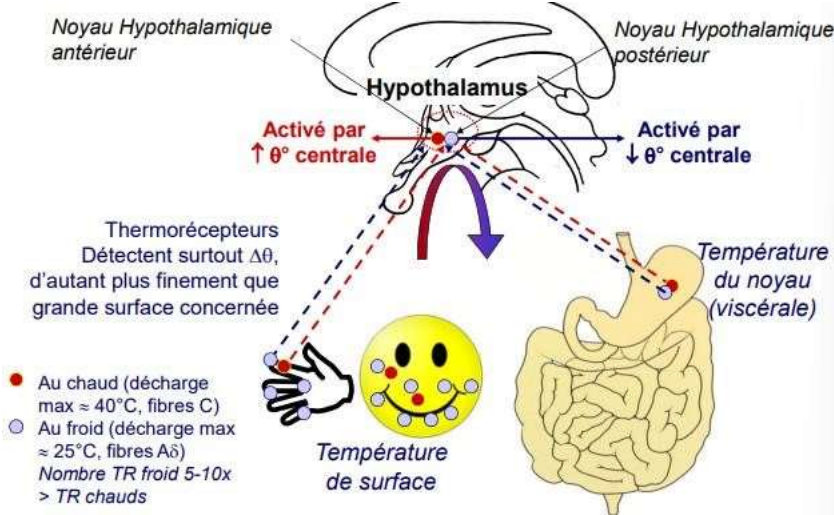 Noyau Hypothalamique
antérieur
Noyau Hypothalamique
postérieur
Hypothalamus
Activé par
↑ θ° centrale
Activé par
↓ θ° centrale
Thermorécepteurs
Détectent surtout Δθ,
d'autant plus finement que
grande surface concernée
Température
du noyau
(viscérale)
Au chaud (décharge
max ≈ 40°C, fibres C)
Au froid (décharge max
≈ 25°C, fibres Aδ)
Nombre TR froid 5-10x
> TR chauds
Température
de surface